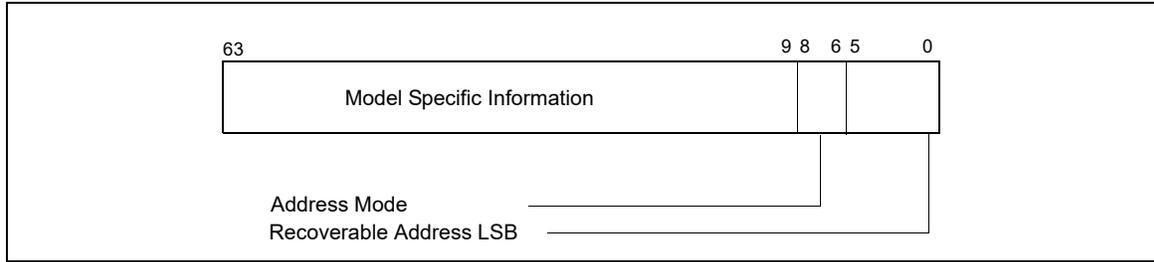 63 9 8 6 5 0
Model Specific Information
Address Mode
Recoverable Address LSB